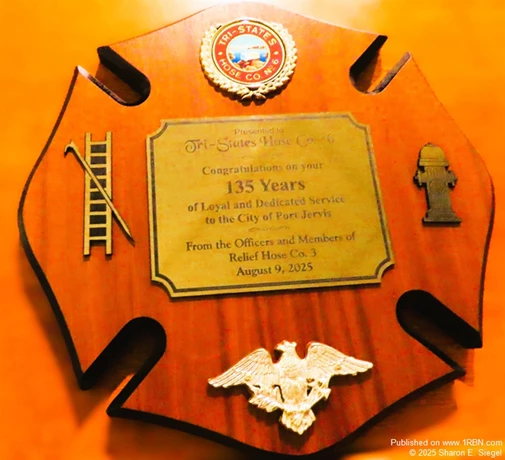 TRI-STATES
HOSE CO. No 6
Presented to
Tri-States Hose Co. 6
Congratulations on your
135 Years
of Loyal and Dedicated Service
to the City of Port Jervis
From the Officers and Members of
Relief Hose Co. 3
August 9, 2025
Published on www.1RBN.com
© 2025 Sharon E. Siegel